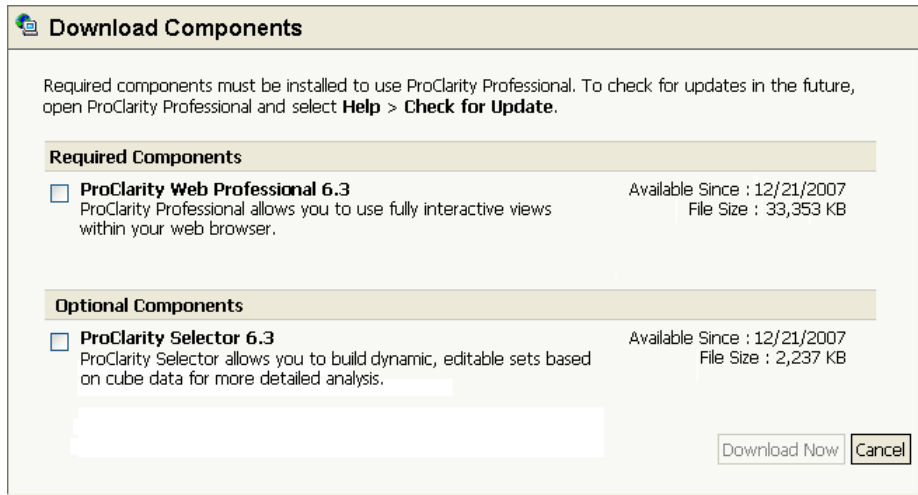 Download Components
Required components must be installed to use ProClarity Professional. To check for updates in the future,
open ProClarity Professional and select Help > Check for Update.
Required Components
ProClarity Web Professional 6.3
Available Since : 12/21/2007
ProClarity Professional allows you to use fully interactive views
File Size : 33,353 KB
within your web browser.
Optional Components
ProClarity Selector 6.3
Available Since : 12/21/2007
ProClarity Selector allows you to build dynamic, editable sets based
File Size : 2,237 KB
on cube data for more detailed analysis.
Download Now
Cancel